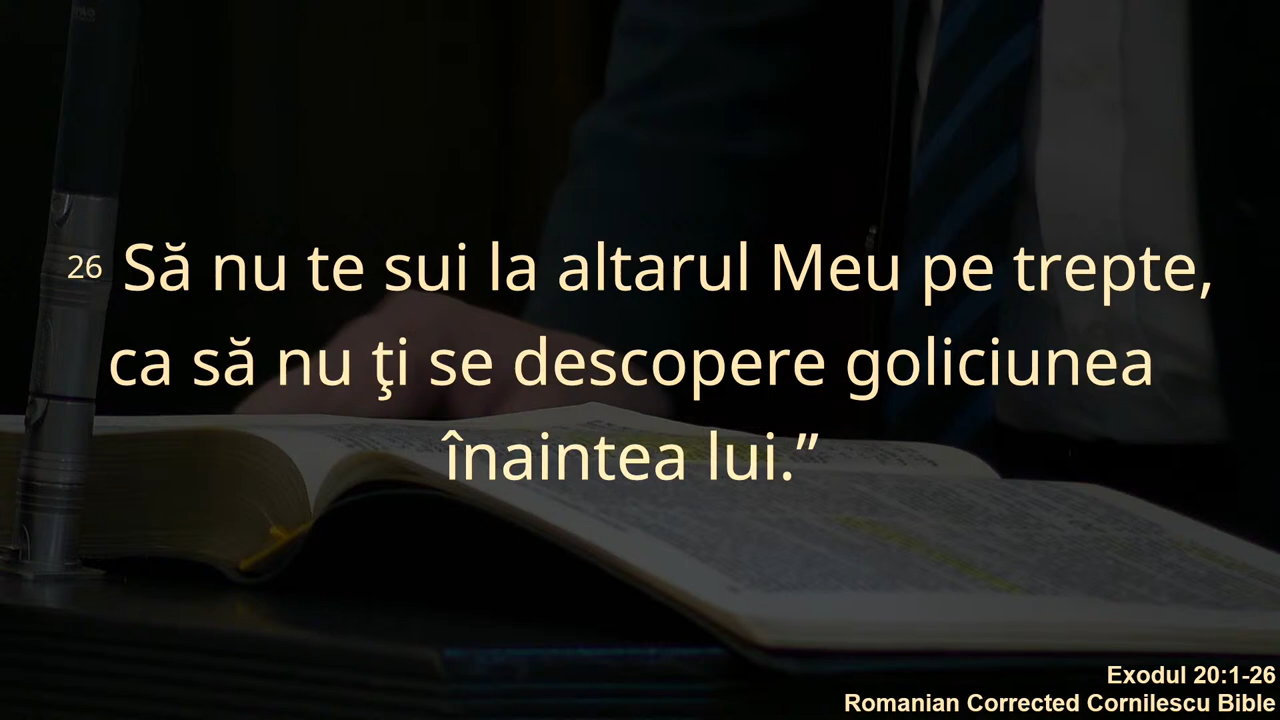 26 Să nu te sui la altarul Meu pe trepte,
ca să nu ţi se descopere goliciunea
înaintea lui.”
Exodul 20:1-26
Romanian Corrected Cornilescu Bible